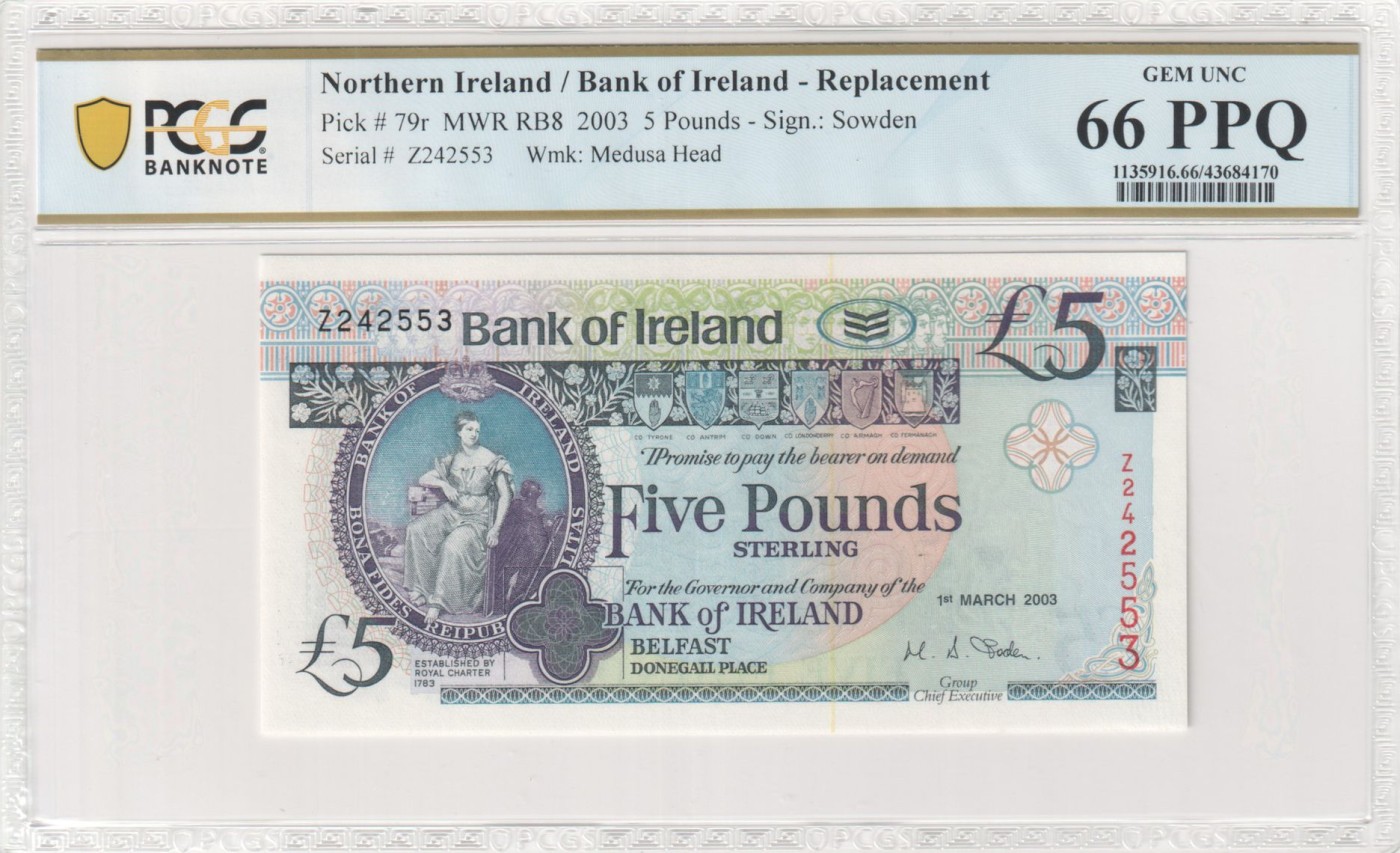 Northern Ireland / Bank of Ireland - Replacement
Pick # 79r MWR RB8 2003 5 Pounds - Sign.: Sowden
Serial # Z242553 Wmk: Medusa Head
PCGS
BANKNOTE
GEM UNC
66 PPQ
1135916.66/43684170
Z242553 Bank of Ireland £5
BANK OF IRELAND
BONA FIDES REIPUBLITAS
CO TYRONE CO ANTRIM CO DOWN CO LONDONDERRY CO ARMAGH CO FERMANAGH
I Promise to pay the bearer on demand
Five Pounds
STERLING
For the Governor and Company of the
BANK of IRELAND
BELFAST
DONEGALL PLACE
1st MARCH 2003
Group
Chief Executive
Z242553
£5
ESTABLISHED BY
ROYAL CHARTER
1783